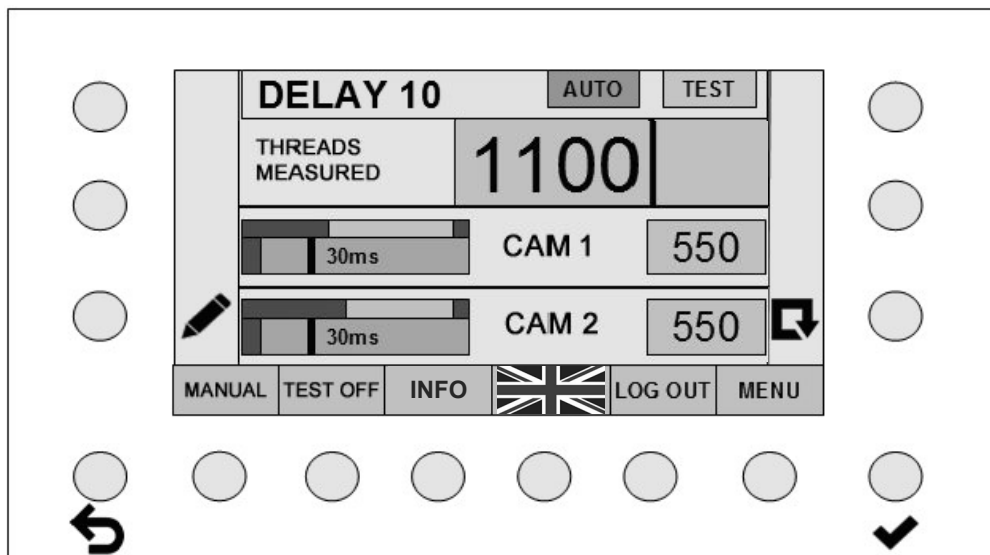 DELAY 10 AUTO TEST
THREADS
MEASURED
1100
30ms CAM 1 550
30ms CAM 2 550
MANUAL TEST OFF INFO LOG OUT MENU